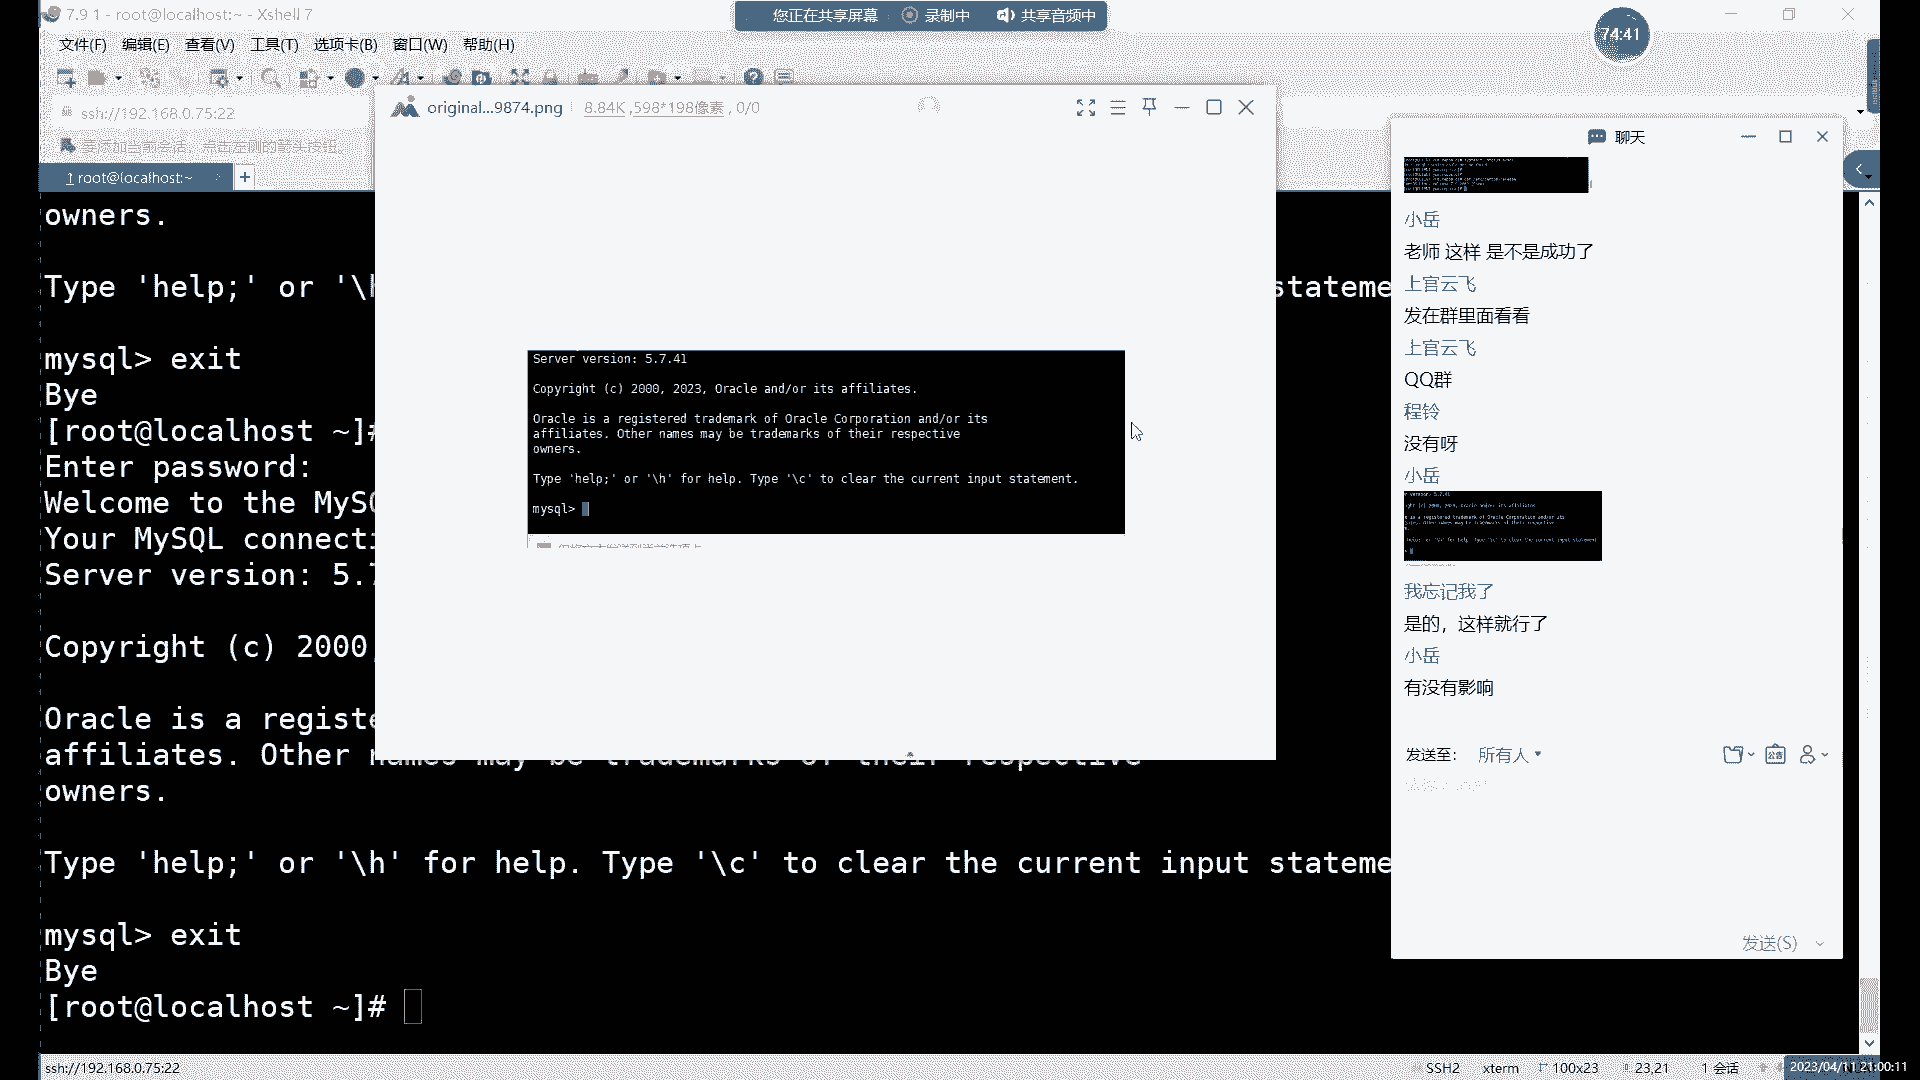 7.9 1 - root@localhost:~ - Xshell 7
您正在共享屏幕
录制中
共享音频中
74:41
文件(F) 编辑(E) 查看(V) 工具(T) 选项卡(B) 窗口(W) 帮助(H)
ssh://192.168.0.75:22
要添加当前会话，点击左侧的箭头按钮。
1 root@localhost:~
owners.
Type 'help;' or '\h
stateme
mysql> exit
Bye
[root@localhost ~]#
Enter password:
Welcome to the MySQ
Your MySQL connecti
Server version: 5.7
Copyright (c) 2000,
Oracle is a registe
affiliates. Other names may be trademarks of their respective
owners.
Type 'help;' or '\h' for help. Type '\c' to clear the current input stateme
mysql> exit
Bye
[root@localhost ~]#
original...9874.png
8.84K ,598*198像素 , 0/0
Server version: 5.7.41
Copyright (c) 2000, 2023, Oracle and/or its affiliates.
Oracle is a registered trademark of Oracle Corporation and/or its
affiliates. Other names may be trademarks of their respective
owners.
Type 'help;' or '\h' for help. Type '\c' to clear the current input statement.
mysql>
聊天
小岳
老师 这样 是不是成功了
上官云飞
发在群里面看看
上官云飞
QQ群
程铃
没有呀
小岳
我忘记我了
是的，这样就行了
小岳
有没有影响
发送至： 所有人
发送(S)
ssh://192.168.0.75:22
SSH2
xterm
100x23
23,21
1 会话
2023/04/11 21:00:11